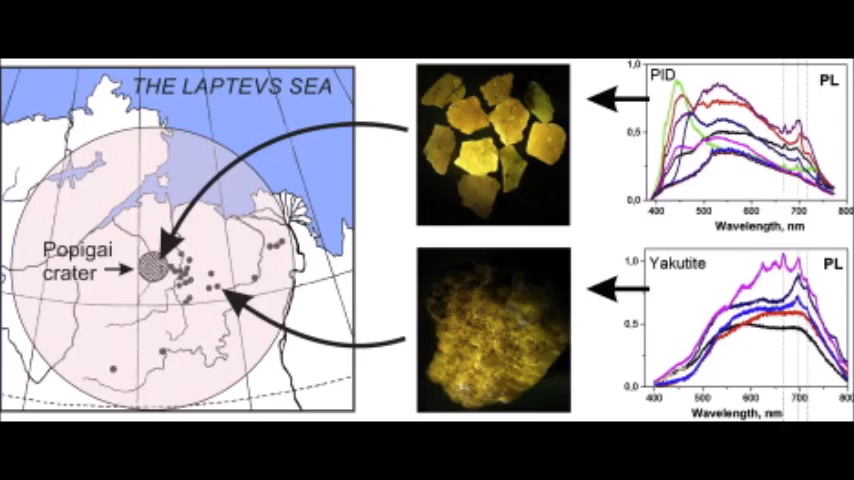 THE LAPTEVS SEA
Popigai
crater
PID
PL
1,0
0,5
0,0
400
500
600
700
800
Wavelength, nm
Yakutite
PL
1,0
0,5
0,0
400
500
600
700
800
Wavelength, nm